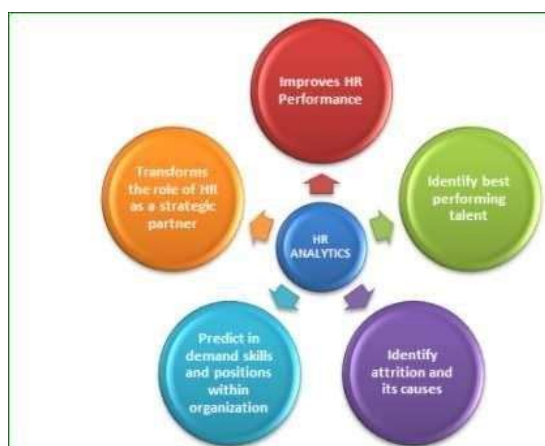 Improves HR
Performance
Transforms
the role of HR
as a strategic
partner
Identify best
performing
talent
HR
ANALYTICS
Predict in
demand skills
and positions
within
organization
Identify
attrition and
its causes